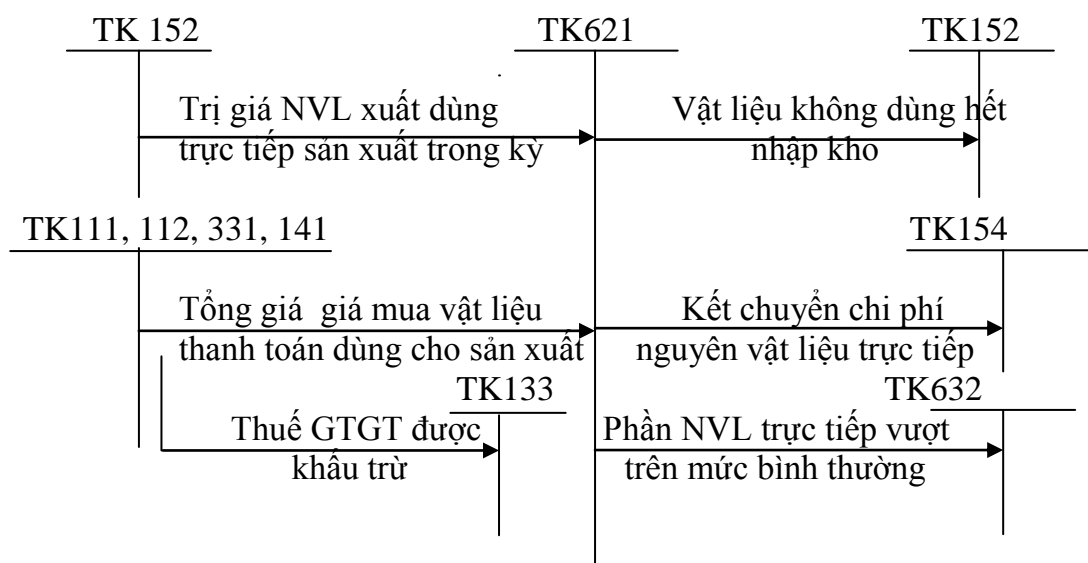 TK 152
TK621
TK152
Trị giá NVL xuất dùng
trực tiếp sản xuất trong kỳ
Vật liệu không dùng hết
nhập kho
TK111, 112, 331, 141
TK154
Tổng giá giá mua vật liệu
thanh toán dùng cho sản xuất
Kết chuyển chi phí
nguyên vật liệu trực tiếp
TK133
TK632
Thuế GTGT được
khấu trừ
Phần NVL trực tiếp vượt
trên mức bình thường